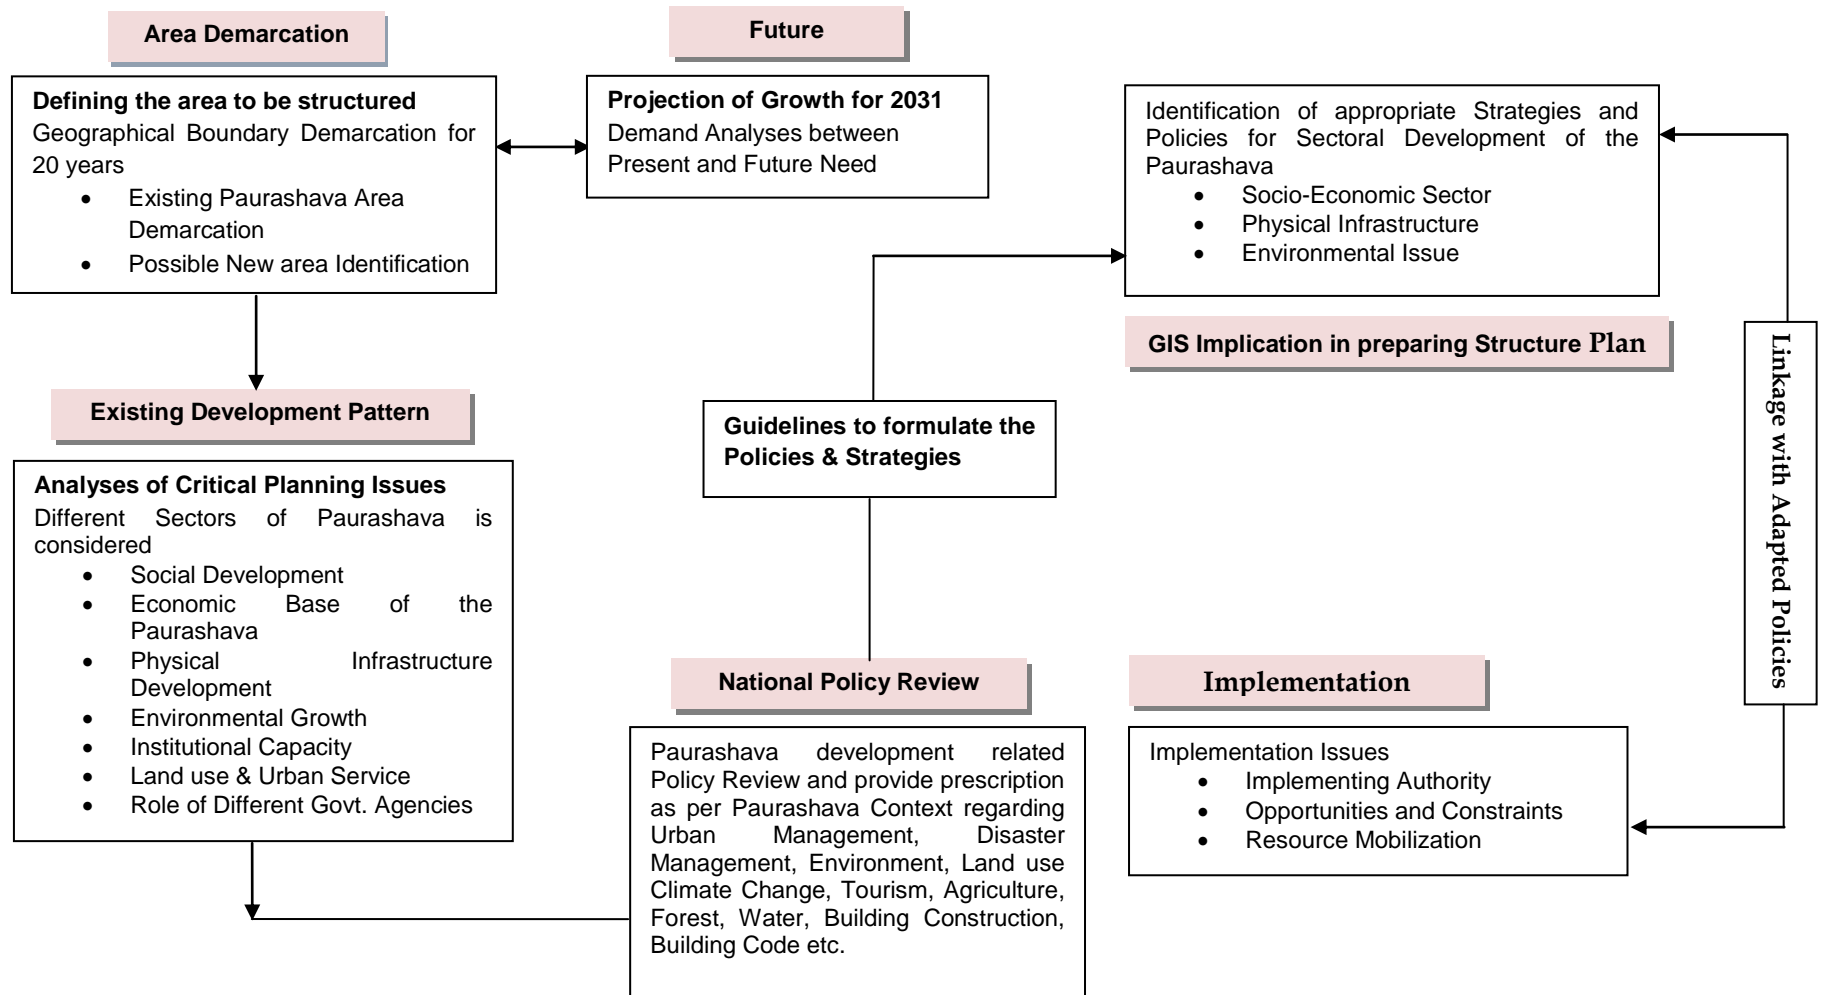 Area Demarcation
Defining the area to be structured
Geographical Boundary Demarcation for
20 years
• Existing Paurashava Area
Demarcation
• Possible New area Identification
Future
Projection of Growth for 2031
Demand Analyses between
Present and Future Need
Existing Development Pattern
Analyses of Critical Planning Issues
Different Sectors of Paurashava is
considered
• Social Development
• Economic Base of the
Paurashava
• Physical Infrastructure
Development
• Environmental Growth
• Institutional Capacity
• Land use & Urban Service
• Role of Different Govt. Agencies
National Policy Review
Paurashava development related
Policy Review and provide prescription
as per Paurashava Context regarding
Urban Management, Disaster
Management, Environment, Land use
Climate Change, Tourism, Agriculture,
Forest, Water, Building Construction,
Building Code etc.
Guidelines to formulate the
Policies & Strategies
Identification of appropriate Strategies and
Policies for Sectoral Development of the
Paurashava
• Socio-Economic Sector
• Physical Infrastructure
• Environmental Issue
GIS Implication in preparing Structure Plan
Linkage with Adapted Policies
Implementation
Implementation Issues
• Implementing Authority
• Opportunities and Constraints
• Resource Mobilization